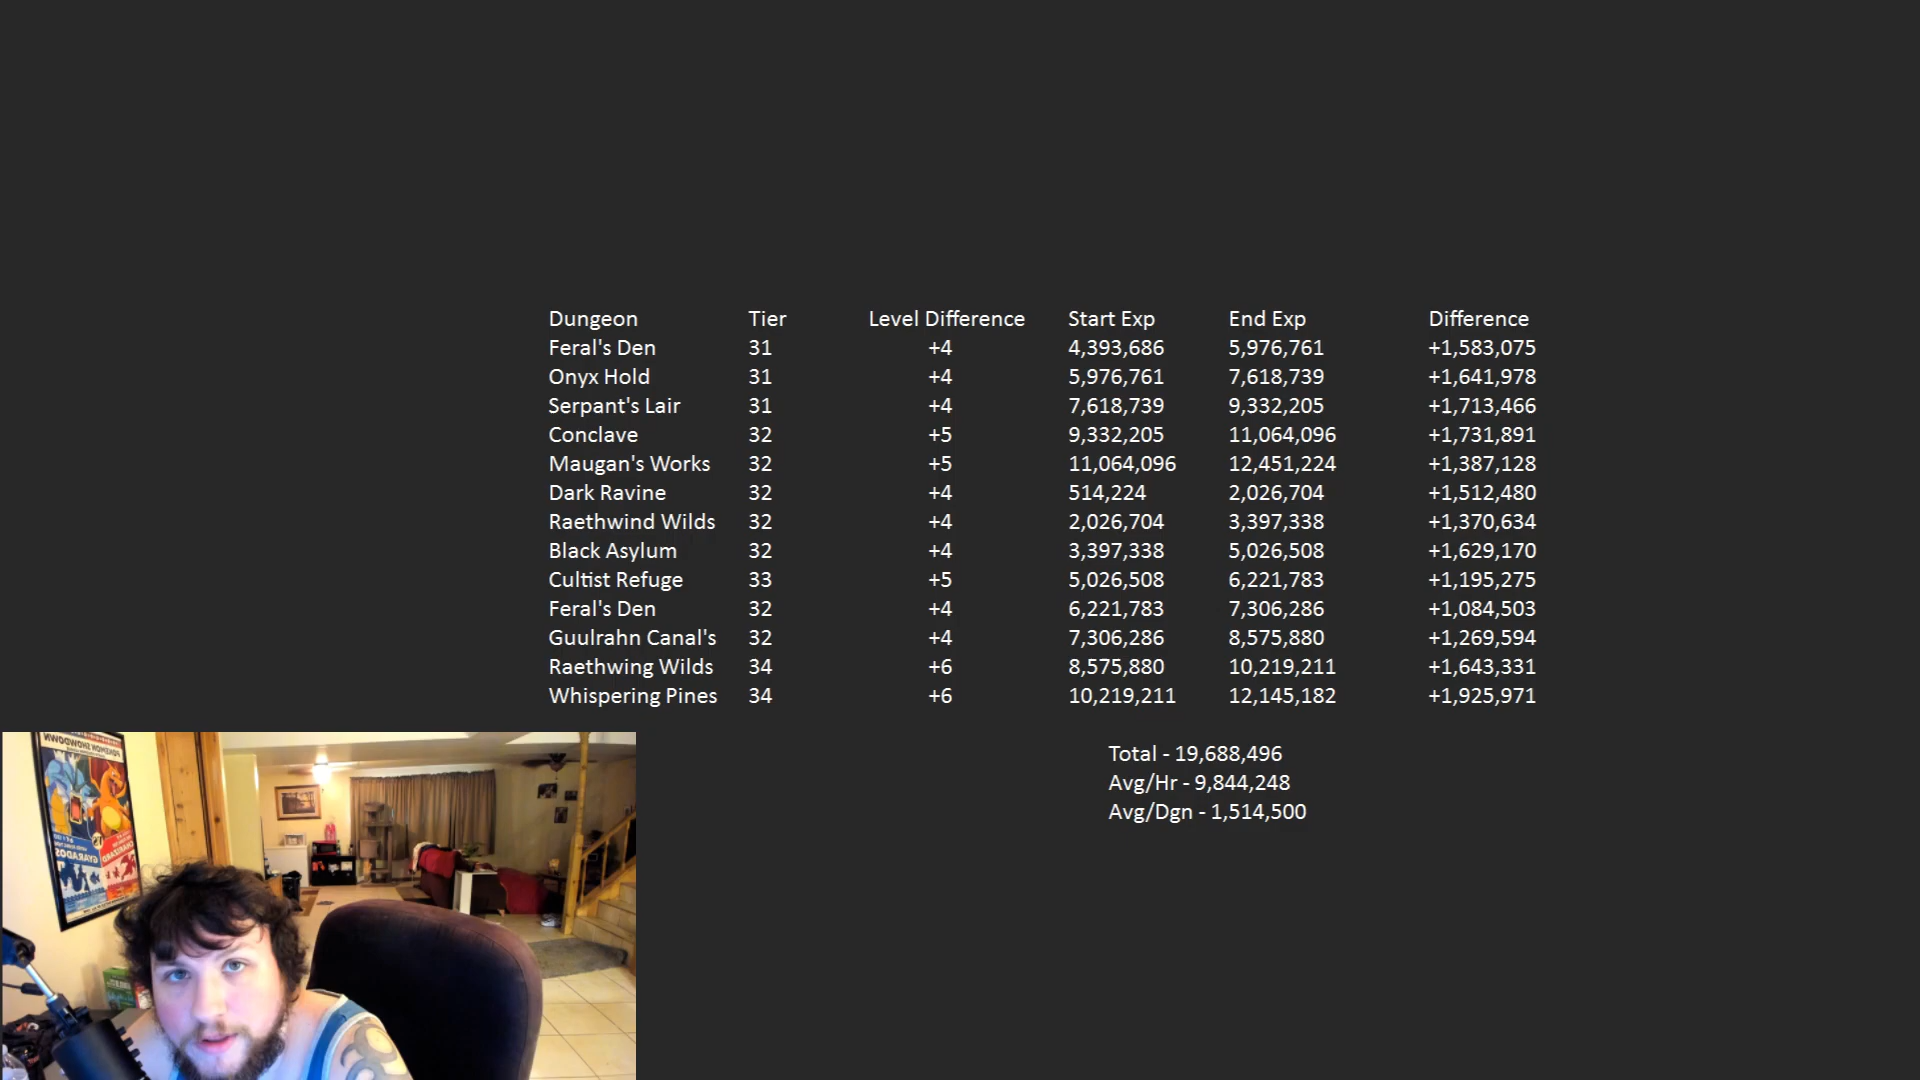 Dungeon Tier Level Difference Start Exp End Exp Difference
Feral's Den 31 +4 4,393,686 5,976,761 +1,583,075
Onyx Hold 31 +4 5,976,761 7,618,739 +1,641,978
Serpant's Lair 31 +4 7,618,739 9,332,205 +1,713,466
Conclave 32 +5 9,332,205 11,064,096 +1,731,891
Maugan's Works 32 +5 11,064,096 12,451,224 +1,387,128
Dark Ravine 32 +4 514,224 2,026,704 +1,512,480
Raethwind Wilds 32 +4 2,026,704 3,397,338 +1,370,634
Black Asylum 32 +4 3,397,338 5,026,508 +1,629,170
Cultist Refuge 33 +5 5,026,508 6,221,783 +1,195,275
Feral's Den 32 +4 6,221,783 7,306,286 +1,084,503
Guulrahn Canal's 32 +4 7,306,286 8,575,880 +1,269,594
Raethwing Wilds 34 +6 8,575,880 10,219,211 +1,643,331
Whispering Pines 34 +6 10,219,211 12,145,182 +1,925,971
Total - 19,688,496
Avg/Hr - 9,844,248
Avg/Dgn - 1,514,500
POKEMON SHOWDOWN
CHARIZARD
GYARADOS